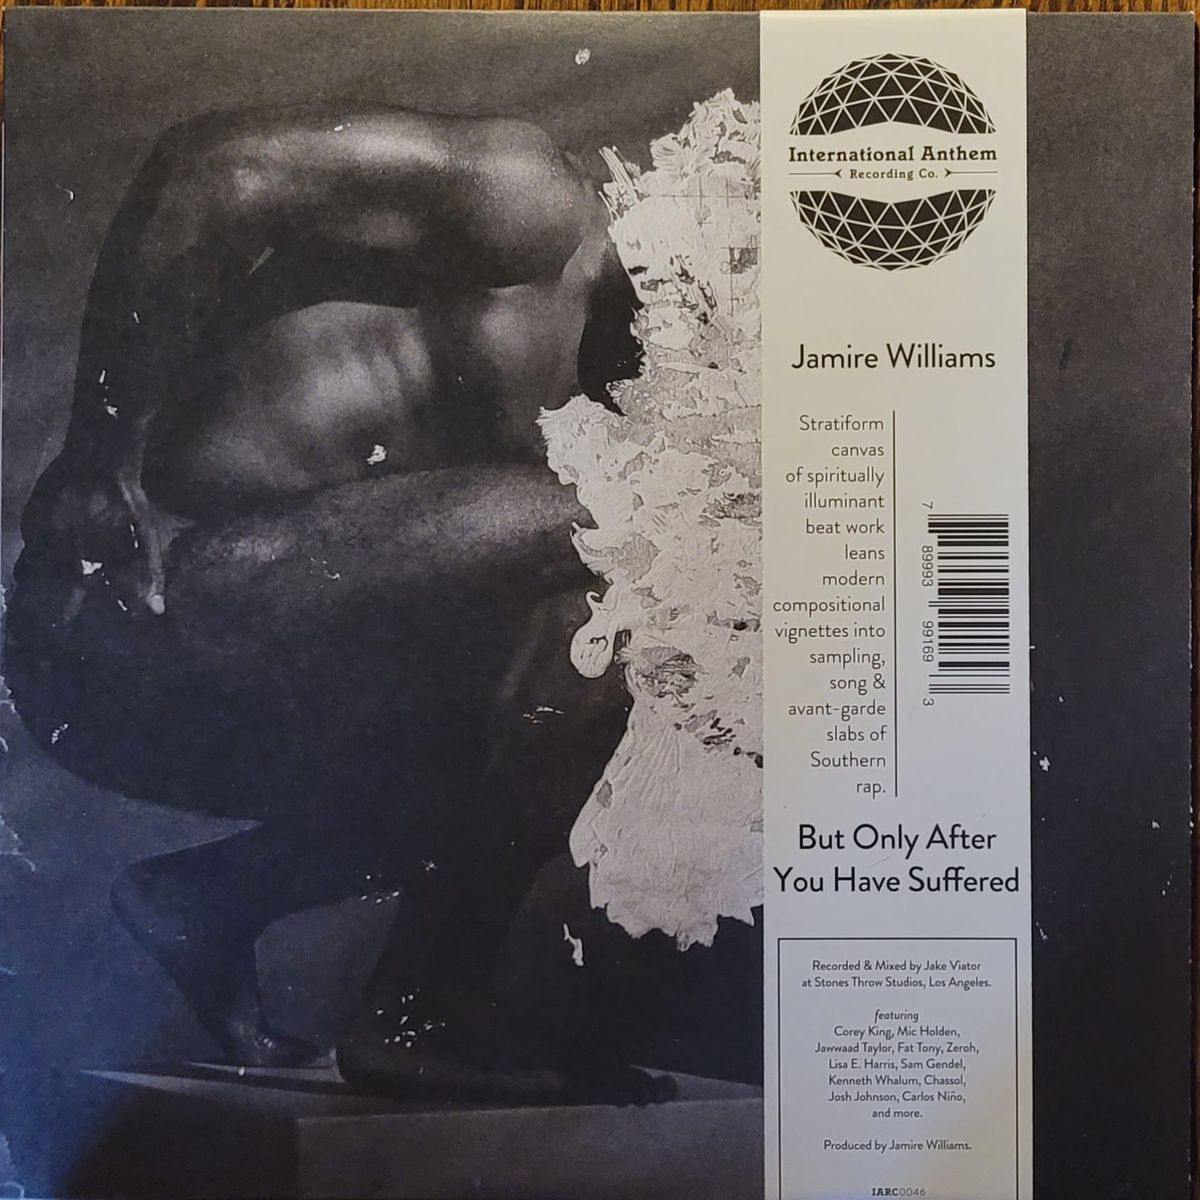 International Anthem
Recording Co.
Jamire Williams
Stratiform
canvas
of spiritually
illuminant
beat work
leans
modern
compositional
vignettes into
sampling,
song &
avant-garde
slabs of
Southern
rap.
7 89993 99169 3
But Only After
You Have Suffered
Recorded & Mixed by Jake Viator
at Stones Throw Studios, Los Angeles.
featuring
Corey King, Mic Holden,
Jawwaad Taylor, Fat Tony, Zeroh,
Lisa E. Harris, Sam Gendel,
Kenneth Whalum, Chassol,
Josh Johnson, Carlos Niño,
and more.
Produced by Jamire Williams.
IARC0046